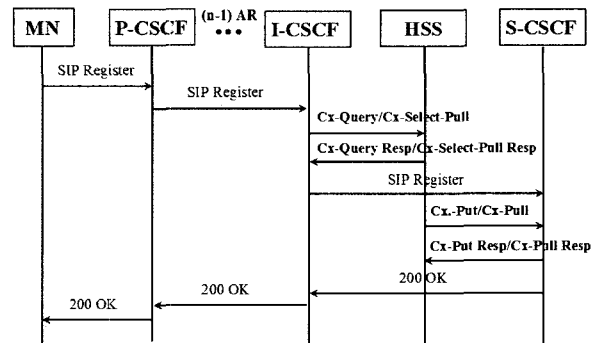 MN P-CSCF (n-1) AR ••• I-CSCF HSS S-CSCF
SIP Register
SIP Register
Cx-Query/Cx-Select-Pull
Cx-Query Resp/Cx-Select-Pull Resp
SIP Register
Cx.-Put/Cx-Pull
Cx-Put Resp/Cx-Pull Resp
200 OK
200 OK
200 OK